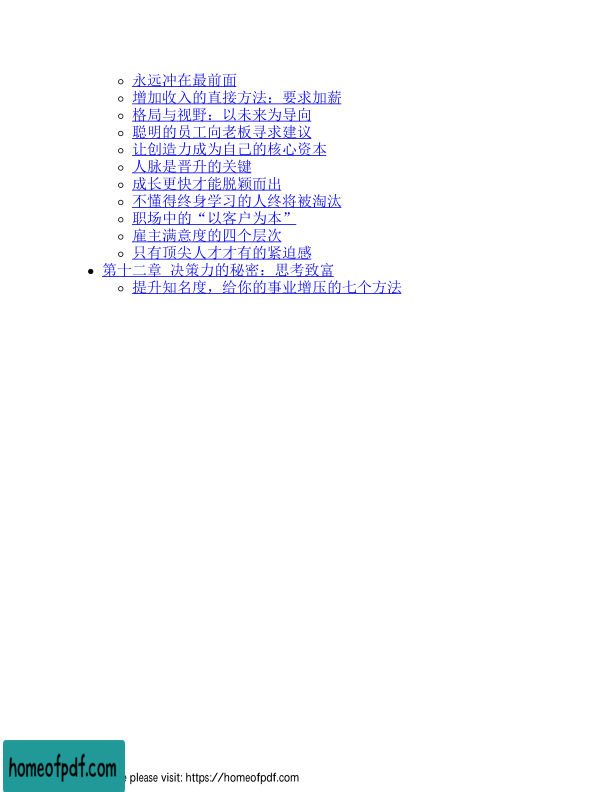 永远冲在最前面
增加收入的直接方法：要求加薪
格局与视野：以未来为导向
聪明的员工向老板寻求建议
让创造力成为自己的核心资本
人脉是晋升的关键
成长更快才能脱颖而出
不懂得终身学习的人终将被淘汰
职场中的“以客户为本”
雇主满意度的四个层次
只有顶尖人才才有的紧迫感
第十二章 决策力的秘密：思考致富
提升知名度，给你的事业增压的七个方法
homeofpdf.com
please visit: https://homeofpdf.com